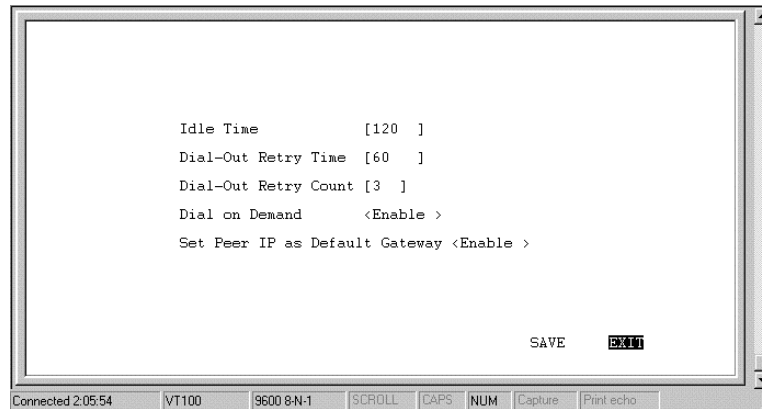 Idle Time [120 ]
Dial-Out Retry Time [60 ]
Dial-Out Retry Count [3 ]
Dial on Demand <Enable >
Set Peer IP as Default Gateway <Enable >
SAVE EXIT
Connected 2:05:54 VT100 9600 8-N-1 SCROLL CAPS NUM Capture Print echo